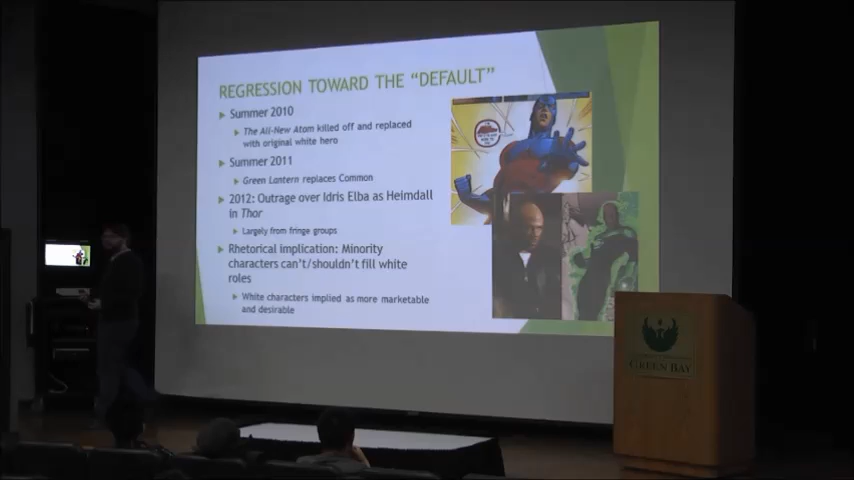 REGRESSION TOWARD THE “DEFAULT”
Summer 2010
The All-New Atom killed off and replaced
with original white hero
Summer 2011
Green Lantern replaces Common
2012: Outrage over Idris Elba as Heimdall
in Thor
Largely from fringe groups
Rhetorical implication: Minority
characters can’t/shouldn’t fill white
roles
White characters implied as more marketable
and desirable
GREEN BAY